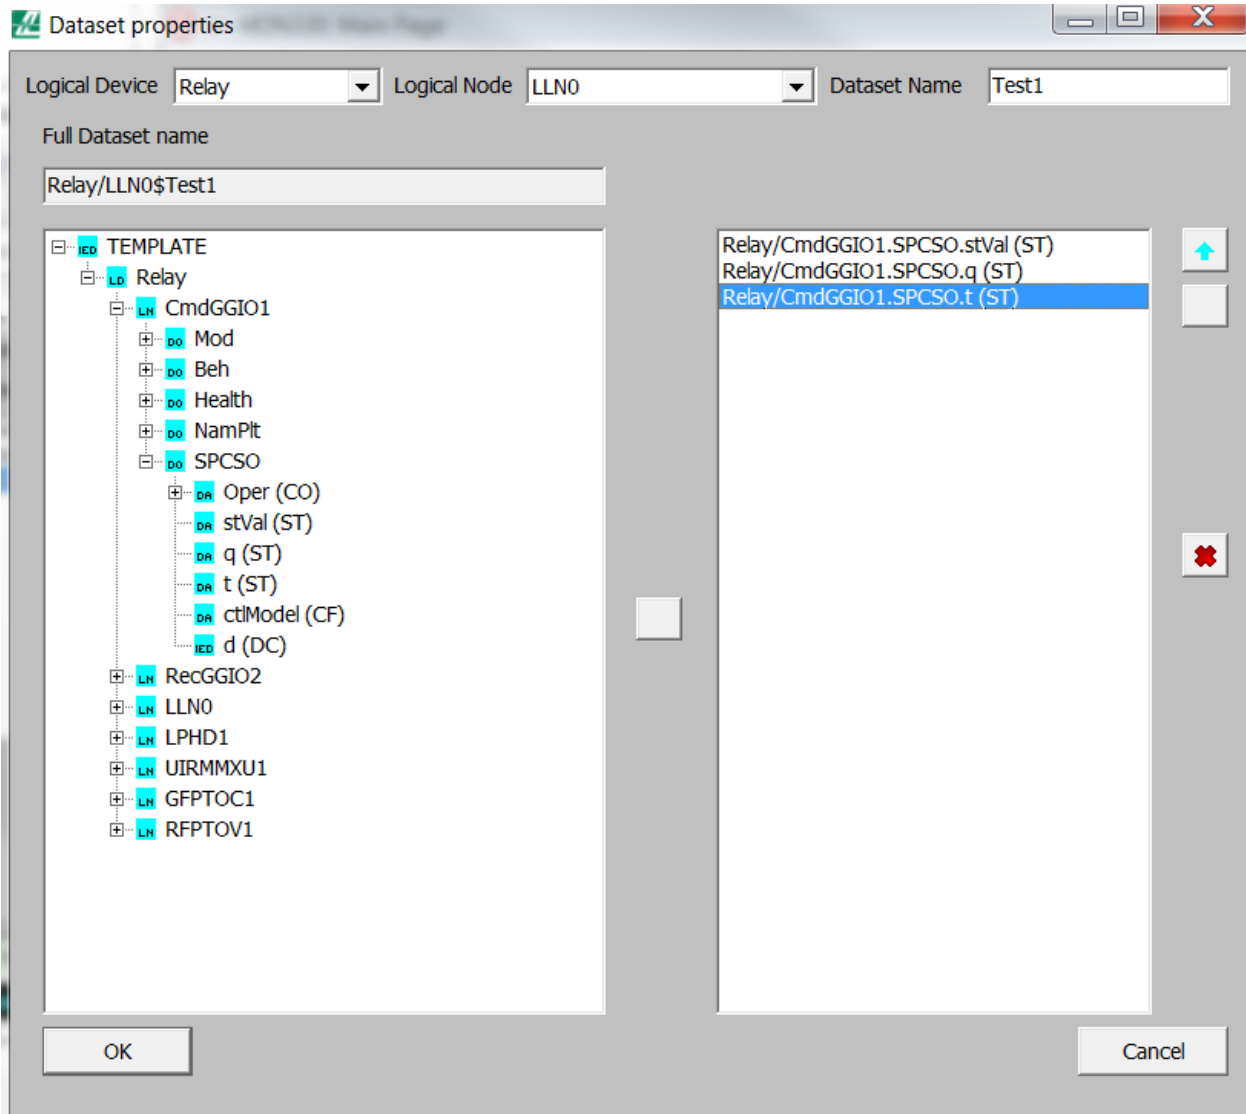 Dataset properties
Logical Device Relay Logical Node LLN0 Dataset Name Test1
Full Dataset name
Relay/LLN0$Test1
IED TEMPLATE
LD Relay
LN CmdGGIO1
DO Mod
DO Beh
DO Health
DO NamPlt
DO SPCSO
DA Oper (CO)
DA stVal (ST)
DA q (ST)
DA t (ST)
DA ctlModel (CF)
IED d (DC)
LN RecGGIO2
LN LLN0
LN LPHD1
LN UIRMMXU1
LN GFPTOC1
LN RFPTOV1
Relay/CmdGGIO1.SPCSO.stVal (ST)
Relay/CmdGGIO1.SPCSO.q (ST)
Relay/CmdGGIO1.SPCSO.t (ST)
OK
Cancel